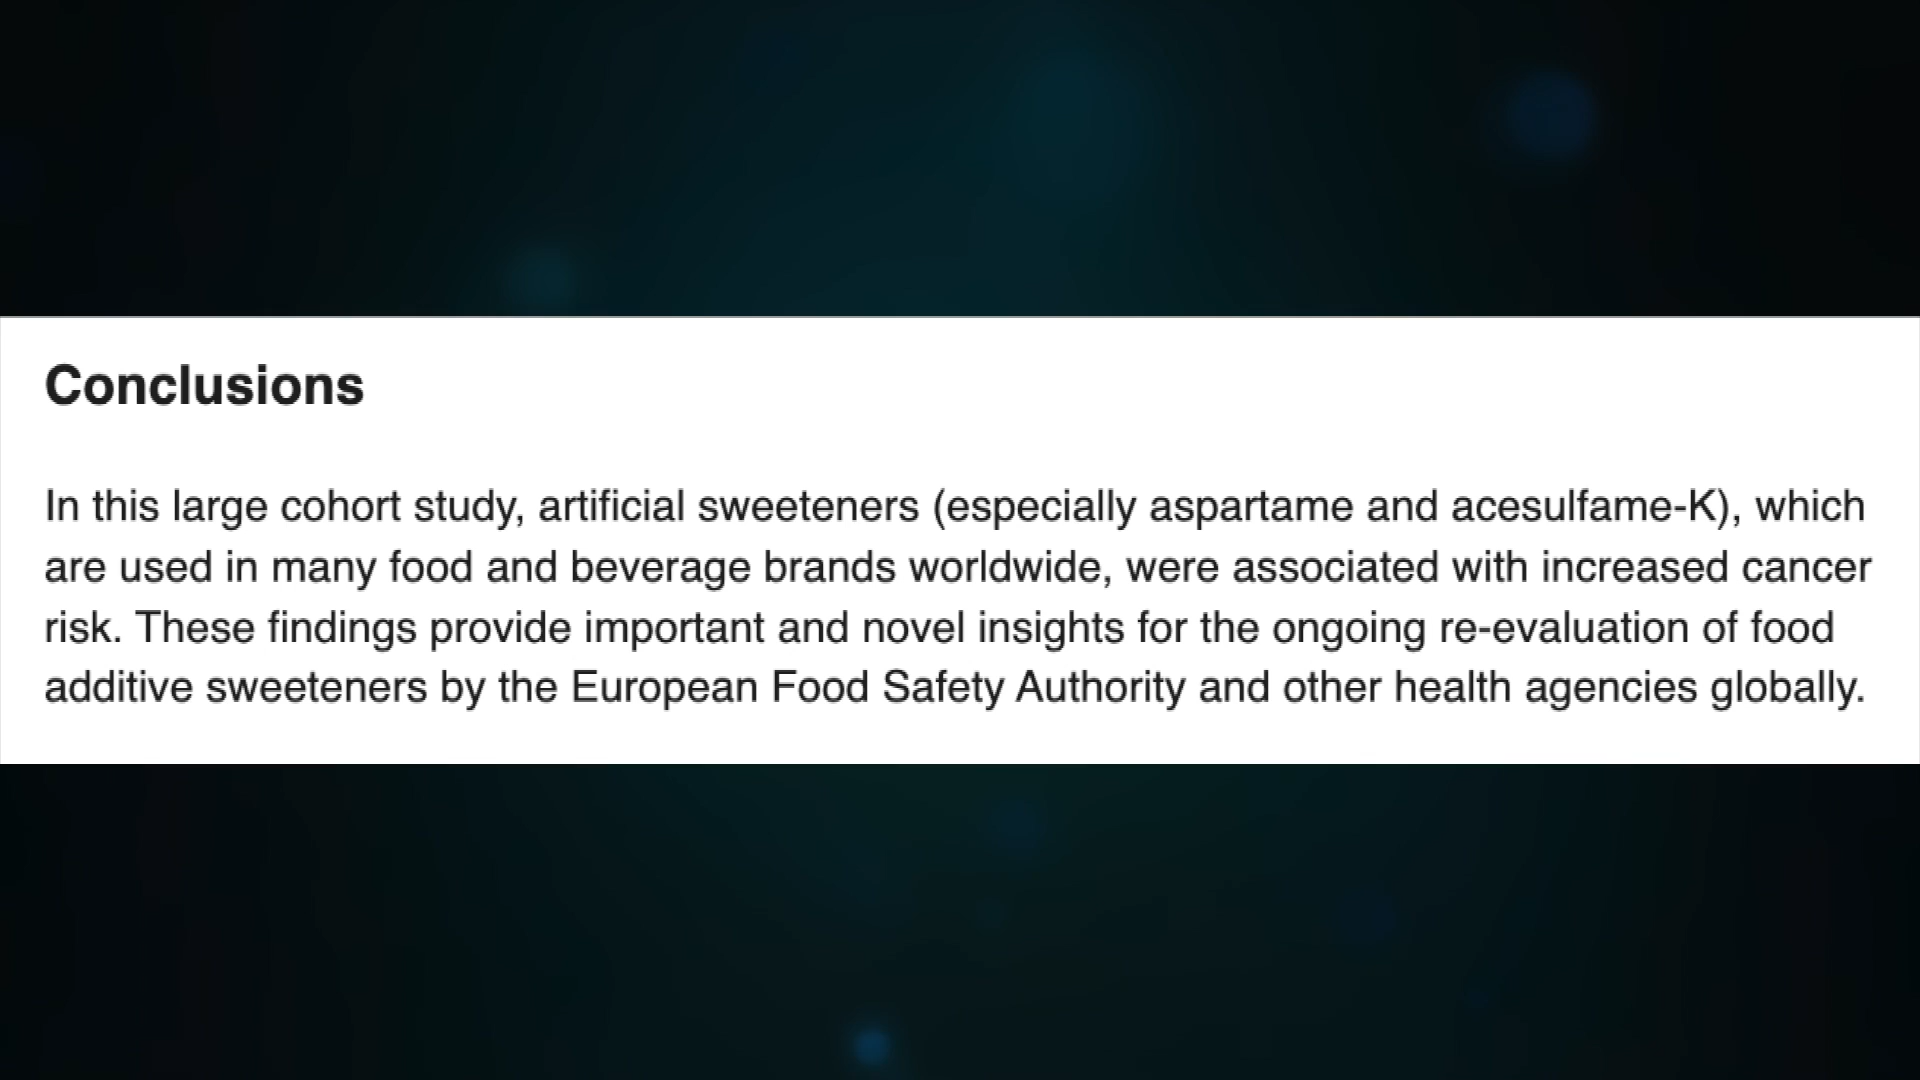 Conclusions
In this large cohort study, artificial sweeteners (especially aspartame and acesulfame-K), which
are used in many food and beverage brands worldwide, were associated with increased cancer
risk. These findings provide important and novel insights for the ongoing re-evaluation of food
additive sweeteners by the European Food Safety Authority and other health agencies globally.